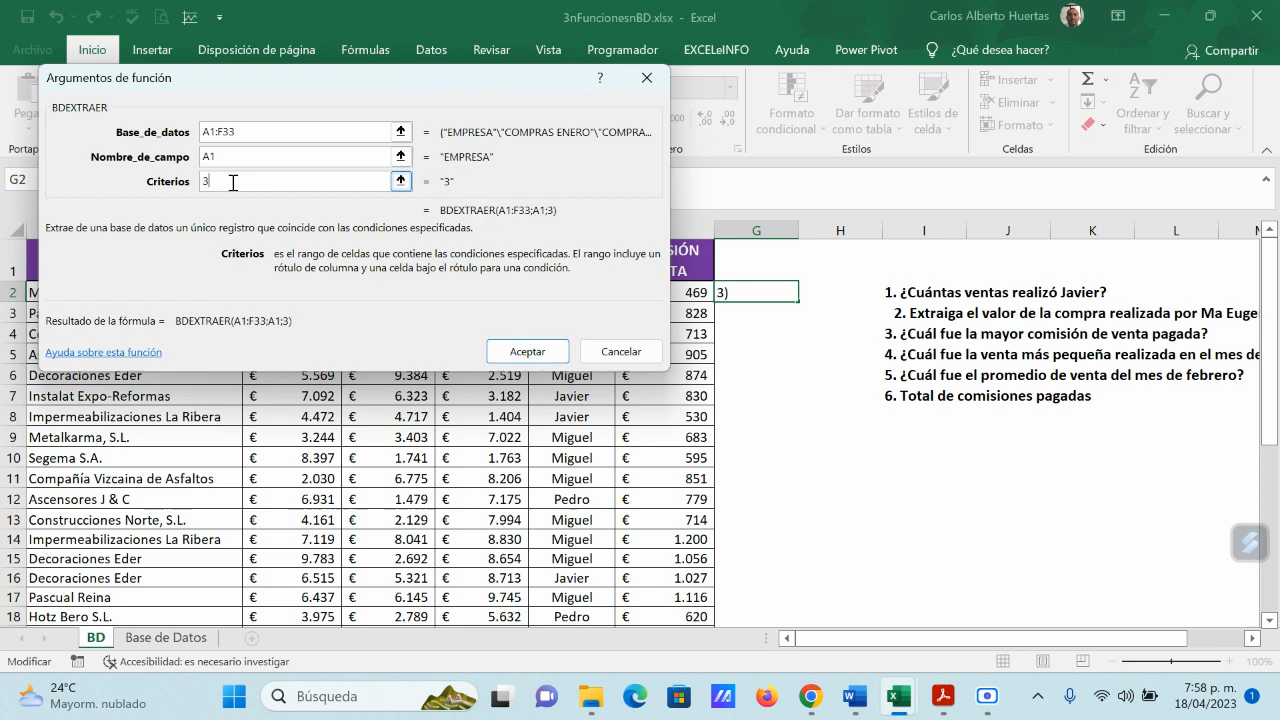 3nFuncionesnBD.xlsx - Excel
Carlos Alberto Huertas
Archivo Inicio Insertar Disposición de página Fórmulas Datos Revisar Vista Programador EXCELeINFO Ayuda Power Pivot ¿Qué desea hacer? Compartir
Argumentos de función ? ×
BDEXTRAER
Base_de_datos A1:F33 = {"EMPRESA"\"COMPRAS ENERO"\"COMPRA...
Nombre_de_campo A1 = "EMPRESA"
Criterios 3 = "3"
= BDEXTRAER(A1:F33;A1;3)
Extrae de una base de datos un único registro que coincide con las condiciones especificadas.
Criterios es el rango de celdas que contiene las condiciones especificadas. El rango incluye un
rótulo de columna y una celda bajo el rótulo para una condición.
Resultado de la fórmula = BDEXTRAER(A1:F33;A1;3)
Ayuda sobre esta función
Aceptar Cancelar
Pega
Portap
000
Formato
condicional
Dar formato
como tabla
Estilos de
celda
Estilos
Insertar
Eliminar
Formato
Celdas
Ordenar y
filtrar
Buscar y
seleccionar
Edición
G2
G H I J K L
1 SIÓN
TA
2 M 469 3) 1. ¿Cuántas ventas realizó Javier?
3 Pa 828 2. Extraiga el valor de la compra realizada por Ma Euger
4 Co 713 3. ¿Cuál fue la mayor comisión de venta pagada?
5 As 905 4. ¿Cuál fue la venta más pequeña realizada en el mes de
6 Decoraciones Eder € 5.569 € 9.384 € 2.519 Miguel € 874 5. ¿Cuál fue el promedio de venta del mes de febrero?
7 Instalat Expo-Reformas € 7.092 € 6.323 € 3.182 Javier € 830 6. Total de comisiones pagadas
8 Impermeabilizaciones La Ribera € 4.472 € 4.717 € 1.404 Javier € 530
9 Metalkarma, S.L. € 3.244 € 3.403 € 7.022 Miguel € 683
10 Segema S.A. € 8.397 € 1.741 € 1.763 Miguel € 595
11 Compañía Vizcaina de Asfaltos € 2.030 € 6.775 € 8.206 Miguel € 851
12 Ascensores J & C € 6.931 € 1.479 € 7.175 Pedro € 779
13 Construcciones Norte, S.L. € 4.161 € 2.129 € 7.994 Miguel € 714
14 Impermeabilizaciones La Ribera € 7.119 € 8.041 € 8.830 Miguel € 1.200
15 Decoraciones Eder € 9.783 € 2.692 € 8.654 Miguel € 1.056
16 Decoraciones Eder € 6.515 € 5.321 € 8.713 Javier € 1.027
17 Pascual Reina € 6.437 € 6.145 € 9.745 Miguel € 1.116
18 Hotz Bero S.L. € 3.975 € 2.789 € 5.632 Pedro € 620
BD Base de Datos
Modificar Accesibilidad: es necesario investigar 100%
24°C
Mayorm. nublado
Búsqueda
7:58 p. m.
18/04/2023
1